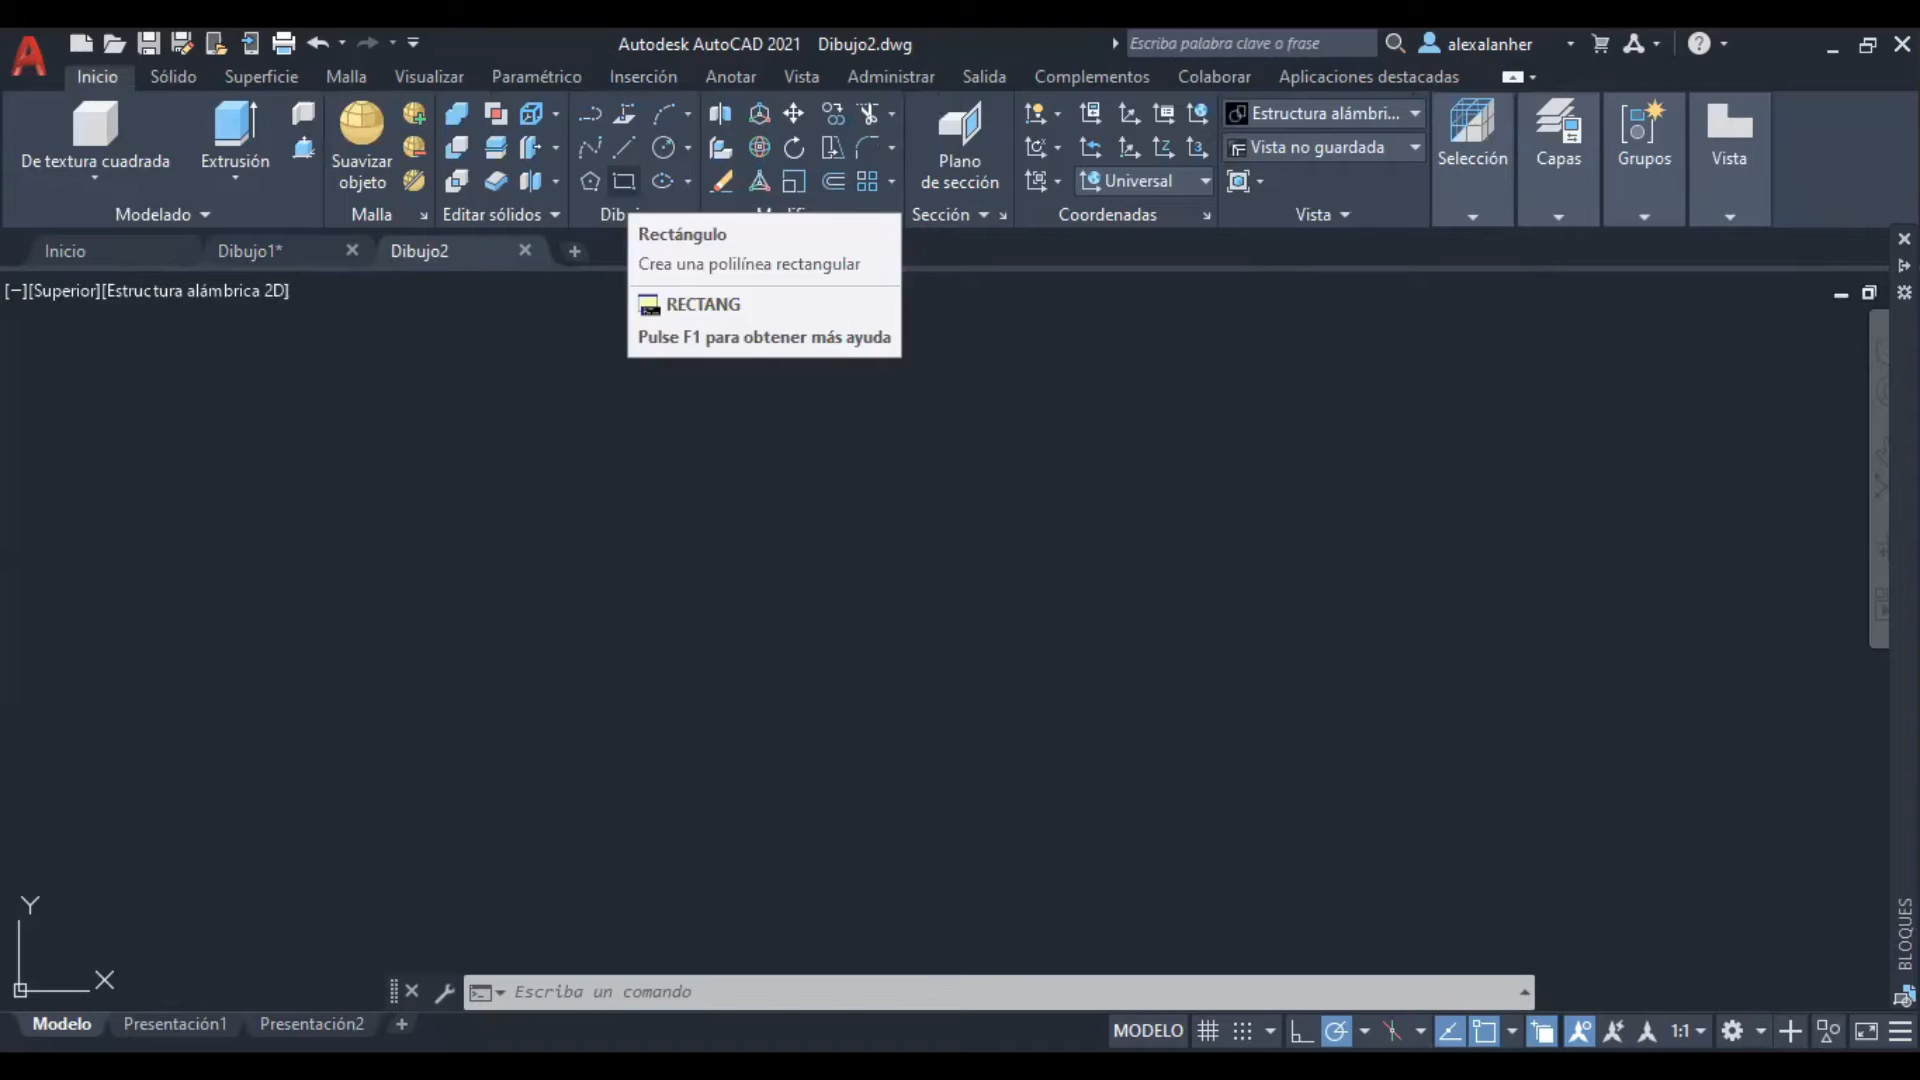 Autodesk AutoCAD 2021 Dibujo2.dwg
Escriba palabra clave o frase
alexalanher
Inicio Sólido Superficie Malla Visualizar Paramétrico Inserción Anotar Vista Administrar Salida Complementos Colaborar Aplicaciones destacadas
De textura cuadrada
Extrusión
Suavizar
objeto
Plano
de sección
Estructura alámbri...
Vista no guardada
Universal
Selección
Capas
Grupos
Vista
Modelado
Malla
Editar sólidos
Sección
Coordenadas
Vista
Inicio
Dibujo1*
Dibujo2
Rectángulo
Crea una polilínea rectangular
RECTANG
Pulse F1 para obtener más ayuda
[−][Superior][Estructura alámbrica 2D]
BLOQUES
Y
X
Escriba un comando
Modelo Presentación1 Presentación2
MODELO
1:1